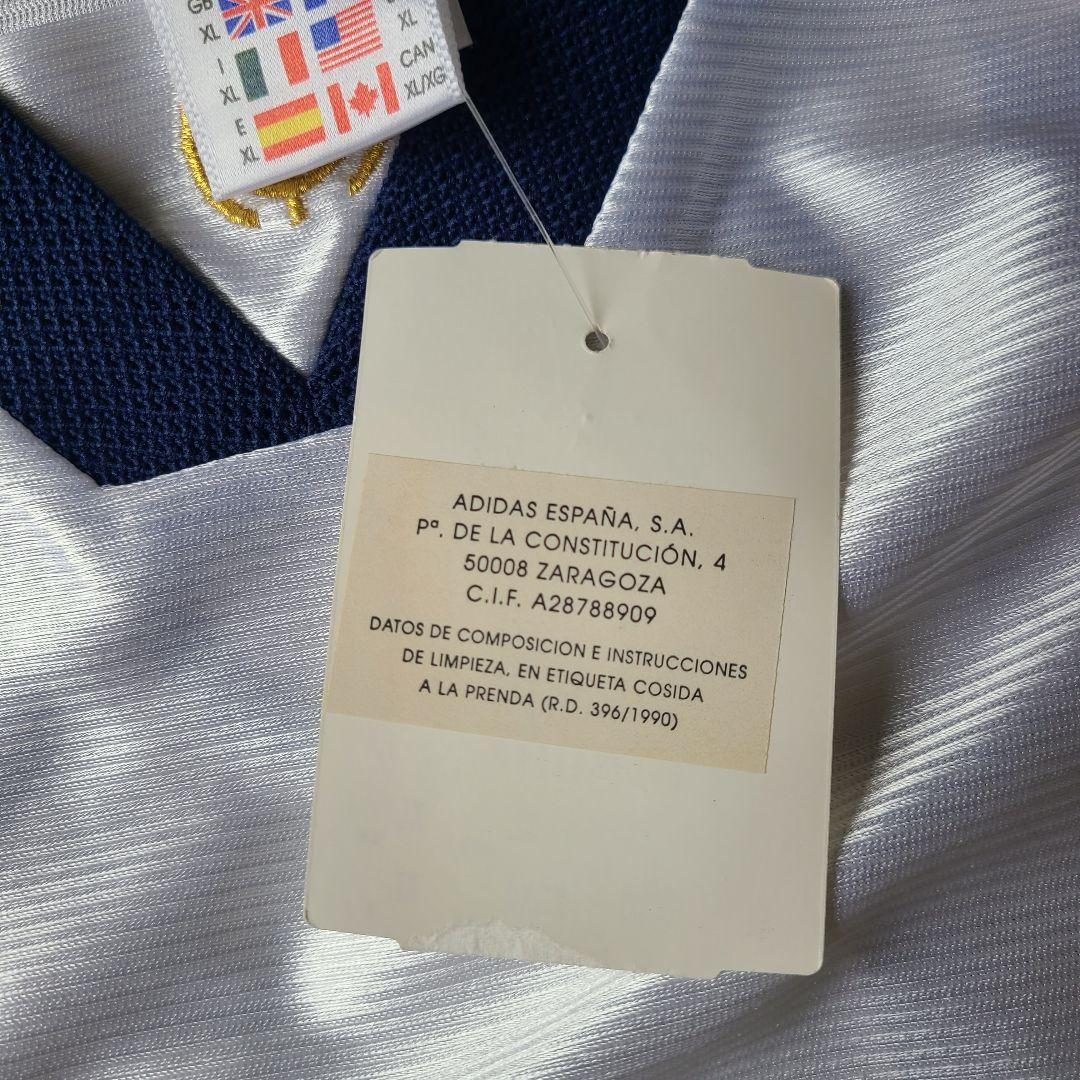 GB
XL
XL
I
XL
CAN
XL/XG
E
XL
ADIDAS ESPAÑA, S.A.
Pª. DE LA CONSTITUCIÓN, 4
50008 ZARAGOZA
C.I.F. A28788909
DATOS DE COMPOSICION E INSTRUCCIONES
DE LIMPIEZA, EN ETIQUETA COSIDA
A LA PRENDA (R.D. 396/1990)